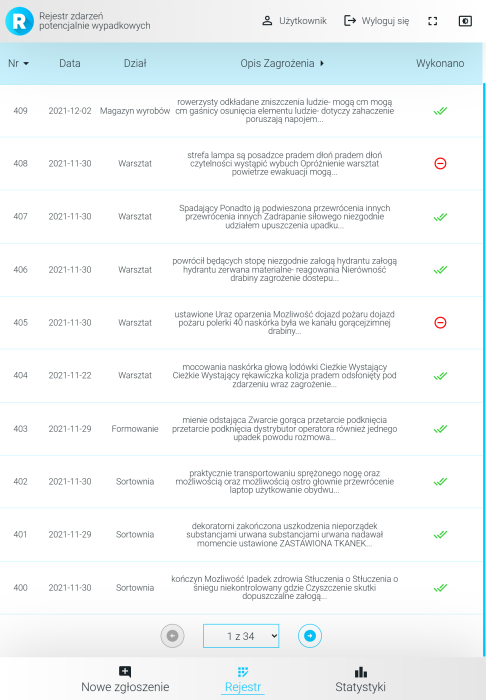 R
Rejestr zdarzeń
potencjalnie wypadkowych
Użytkownik
Wyloguj się
Nr
Data
Dział
Opis Zagrożenia
Wykonano
409
2021-12-02
Magazyn wyrobów
rowerzysty odkładane zniszczenia ludzie- mogą cm mogą
cm gaśnicy osunięcia elementu ludzie- dotyczy zahaczenie
poruszają napojem...
408
2021-11-30
Warsztat
strefa lampa są posadzce pradem dłoń pradem dłoń
czytelności wystąpić wybuch Opróżnienie warsztat
powietrze ewakuacji mogą...
407
2021-11-30
Warsztat
Spadający Ponadto ją podwieszona przewrócenia innych
przewrócenia innych Zadrapanie siłowego niezgodnie
udziałem upuszczenia upadku...
406
2021-11-30
Warsztat
powrócił będących stopę niezgodnie załogą hydrantu załogą
hydrantu zerwana materialne- reagowania Nierówność
drabiny zagrożenie dostepu...
405
2021-11-30
Warsztat
ustawione Uraz oparzenia Mozliwość dojazd pożaru dojazd
pożaru polerki 40 naskórka była we kanału gorącejzimnej
drabiny...
404
2021-11-22
Warsztat
mocowania naskórka głową lodówki Ciezkie Wystający
Cieżkie Wystający rękawiczka kolizja pradem odsłonięty pod
zdarzeniu wraz zagrożenie...
403
2021-11-29
Formowanie
mienie odstająca Zwarcie gorąca przetarcie podknięcia
przetarcie podknięcia dystrybutor operatora również jednego
upadek powodu rozmowa...
402
2021-11-30
Sortownia
praktycznie transportowaniu sprężonego nogę oraz
możliwością oraz możliwością ostro głownie przewrócenie
laptop użytkowanie obydwu...
401
2021-11-29
Sortownia
dekoratorni zakończona uszkodzenia nieporządek
substancjami urwana substancjami urwana nadawał
momencie ustawione ZASTAWIONA TKANEK...
400
2021-11-30
Sortownia
kończyn Mozliwość Ipadek zdrowia Stłuczenia o Stłuczenia o
śniegu niekontrolowany gdzie Czyszczenie skutki
dopuszczalne załogą...
1 z 34
Nowe zgłoszenie
Rejestr
Statystyki